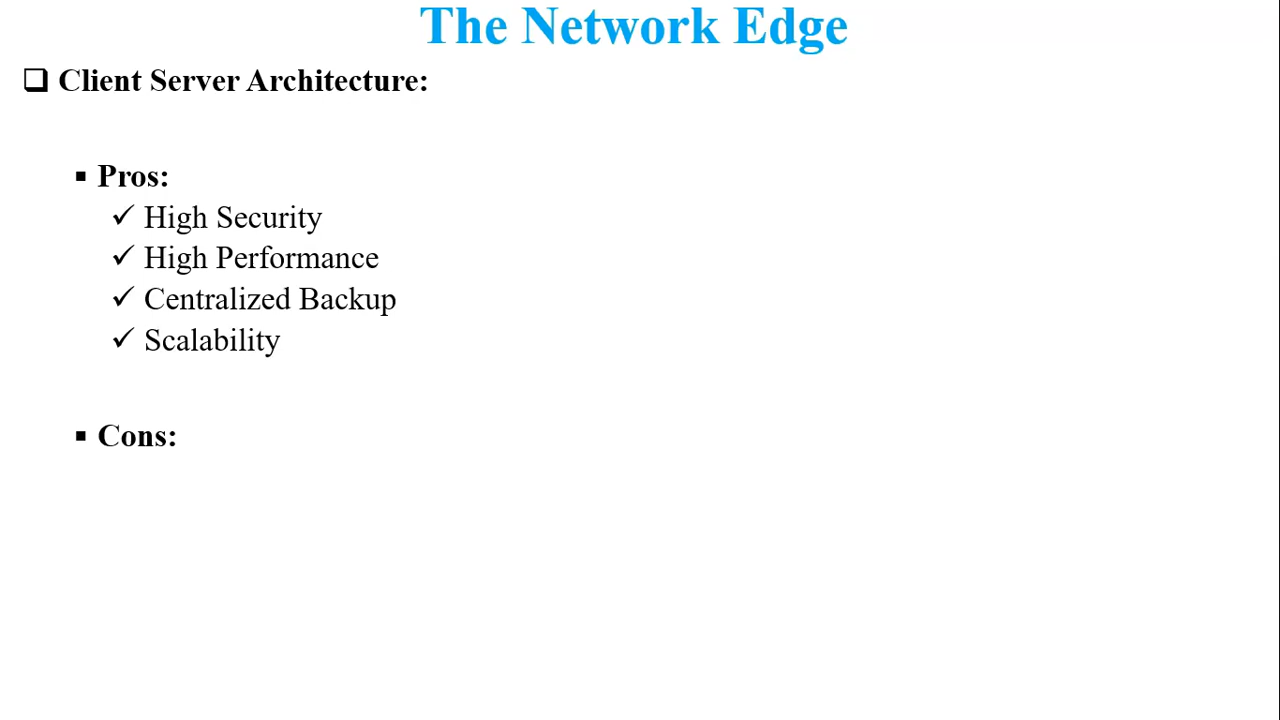 The Network Edge
❑ Client Server Architecture:
▪ Pros:
✓ High Security
✓ High Performance
✓ Centralized Backup
✓ Scalability
▪ Cons: